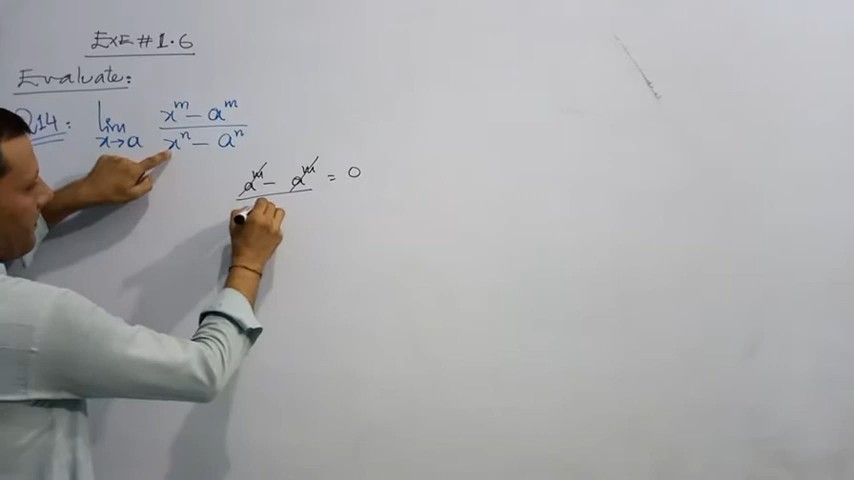 EXE#1.6
Evaluate:
Q14: lim x→a (x^m - a^m) / (x^n - a^n)
a^m - a^m = 0